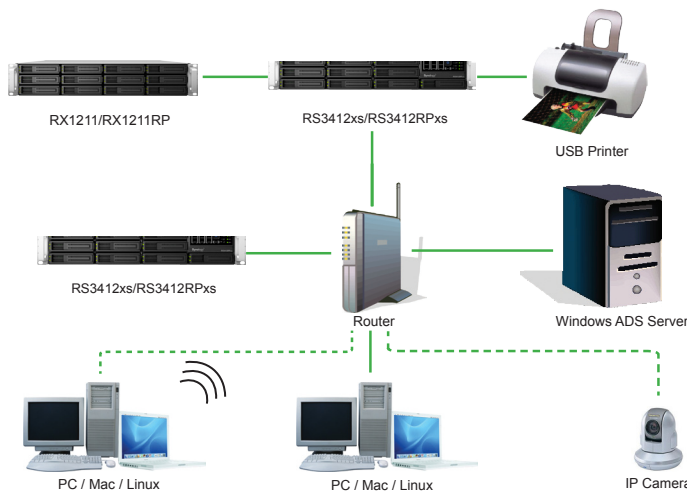 RX1211/RX1211RP
RS3412xs/RS3412RPxs
USB Printer
RS3412xs/RS3412RPxs
Router
Windows ADS Server
PC / Mac / Linux
PC / Mac / Linux
IP Camera